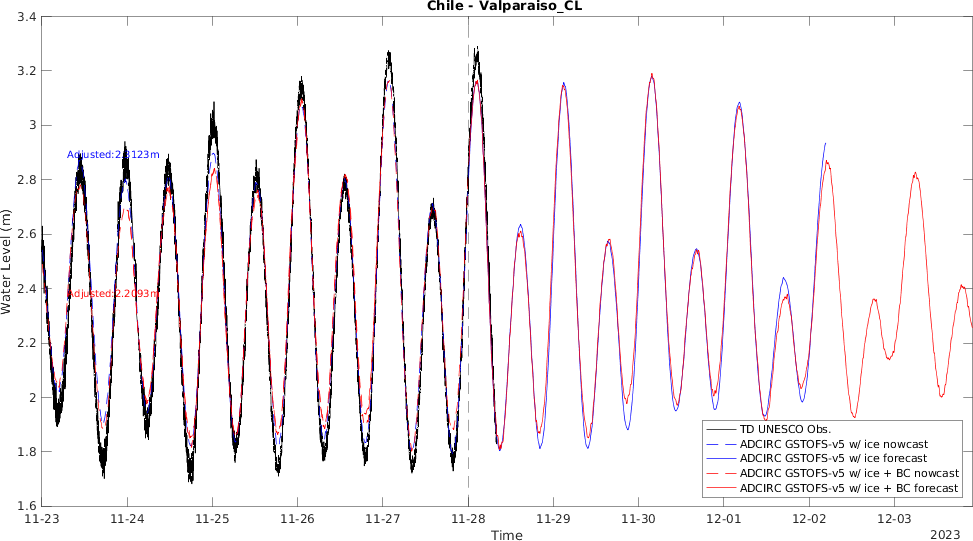 Chile - Valparaiso_CL
3.4
3.2
3
2.8
2.6
2.4
2.2
2
1.8
1.6
Water Level (m)
Adjusted:2.3123m
Adjusted:2.2093m
TD UNESCO Obs.
ADCIRC GSTOFS-v5 w/ ice nowcast
ADCIRC GSTOFS-v5 w/ ice forecast
ADCIRC GSTOFS-v5 w/ ice + BC nowcast
ADCIRC GSTOFS-v5 w/ ice + BC forecast
11-23 11-24 11-25 11-26 11-27 11-28 11-29 11-30 12-01 12-02 12-03
Time
2023